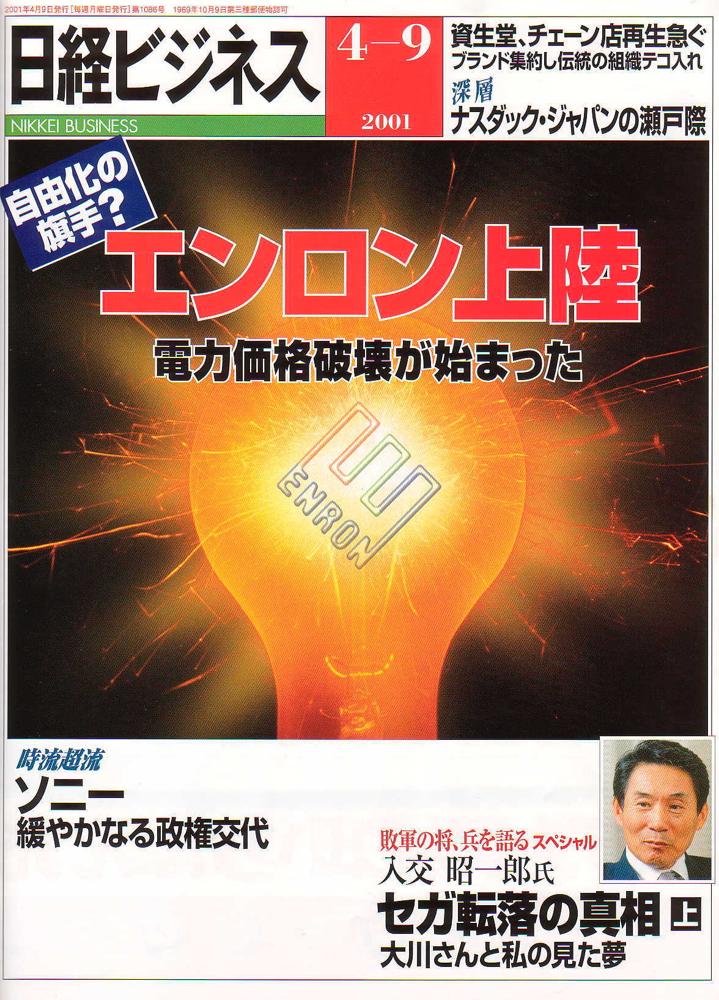 2001年4月9日発行［毎週月曜日発行］第1086号　1969年10月9日第三種郵便物認可
日経ビジネス
NIKKEI BUSINESS
4－9
2001
資生堂、チェーン店再生急ぐ
ブランド集約し伝統の組織テコ入れ
深層
ナスダック・ジャパンの瀬戸際
自由化の
旗手？
エンロン上陸
電力価格破壊が始まった
ENRON
時流超流
ソニー
緩やかなる政権交代
敗軍の将、兵を語る スペシャル
入交 昭一郎氏
セガ転落の真相 上
大川さんと私の見た夢